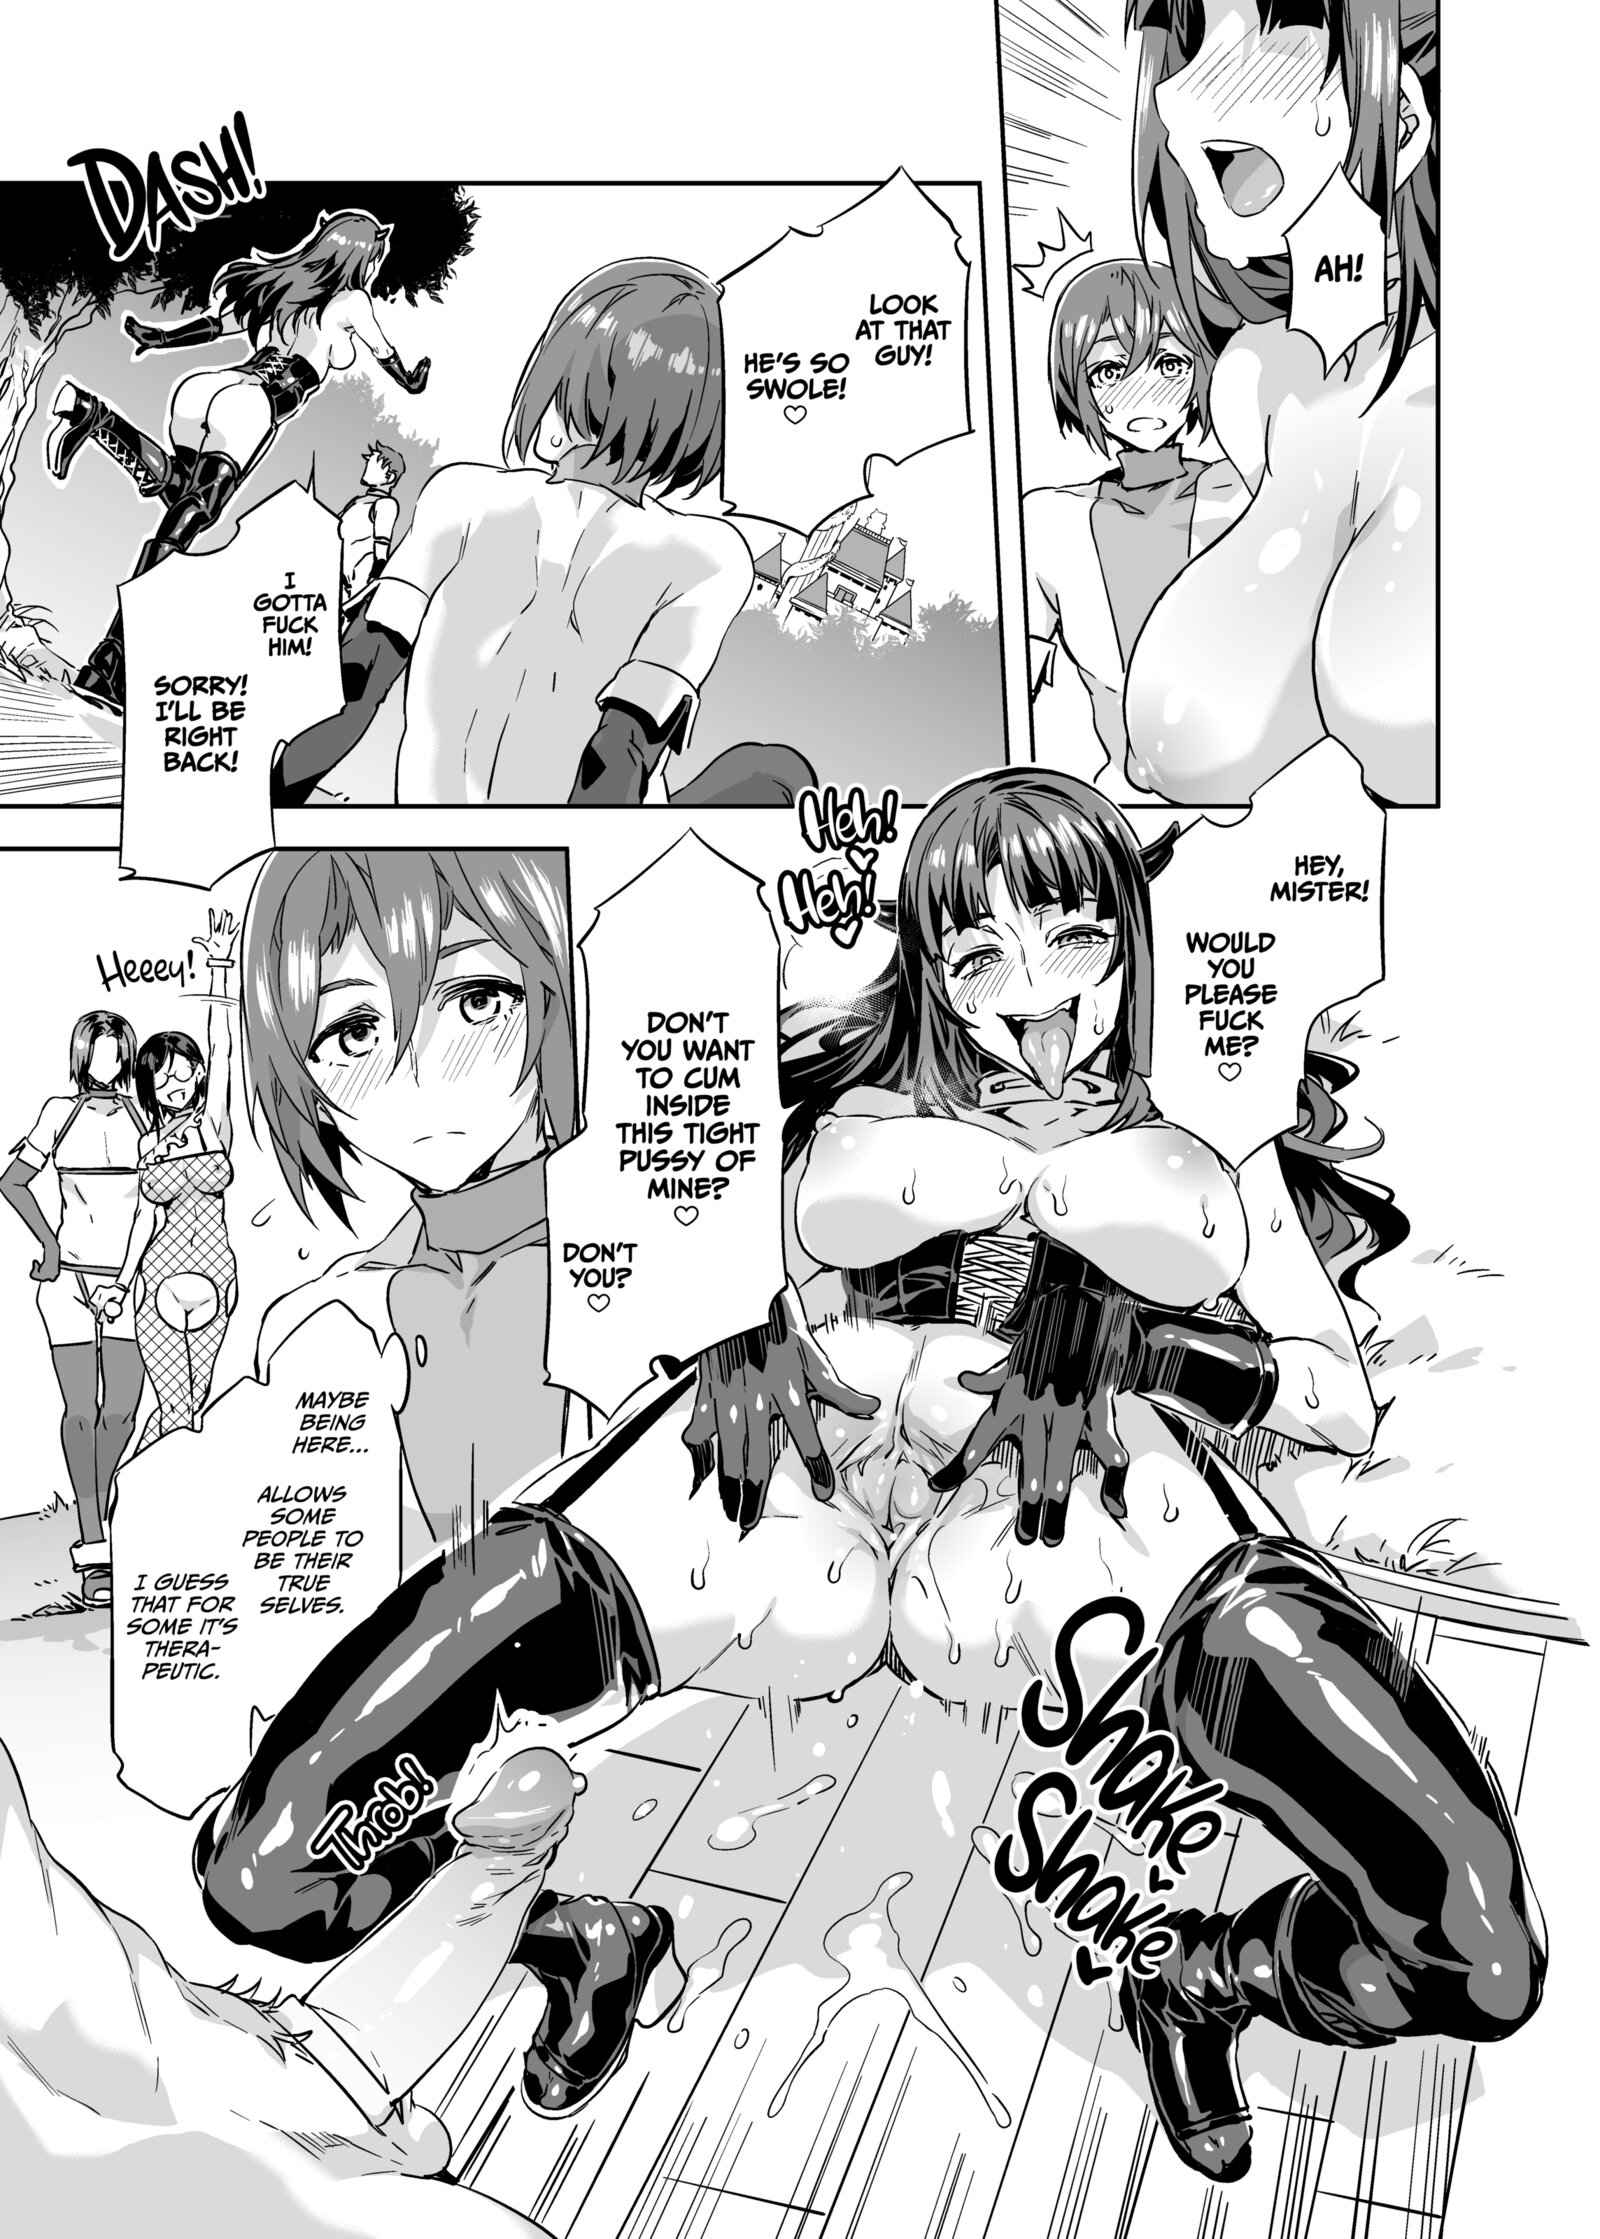 AH!
LOOK
AT THAT
GUY!
HE'S SO
SWOLE!
♡
DASH!
I
GOTTA
FUCK
HIM!
SORRY!
I'LL BE
RIGHT
BACK!
HEY,
MISTER!
WOULD
YOU
PLEASE
FUCK
ME?
♡
Heh!
Heh!
DON'T
YOU WANT
TO CUM
INSIDE
THIS TIGHT
PUSSY OF
MINE?
♡
DON'T
YOU?
♡
Heeey!
MAYBE
BEING
HERE...
ALLOWS
SOME
PEOPLE TO
BE THEIR
TRUE
SELVES.
I GUESS
THAT FOR
SOME IT'S
THERA-
PEUTIC.
Throb!
Shake
Shake